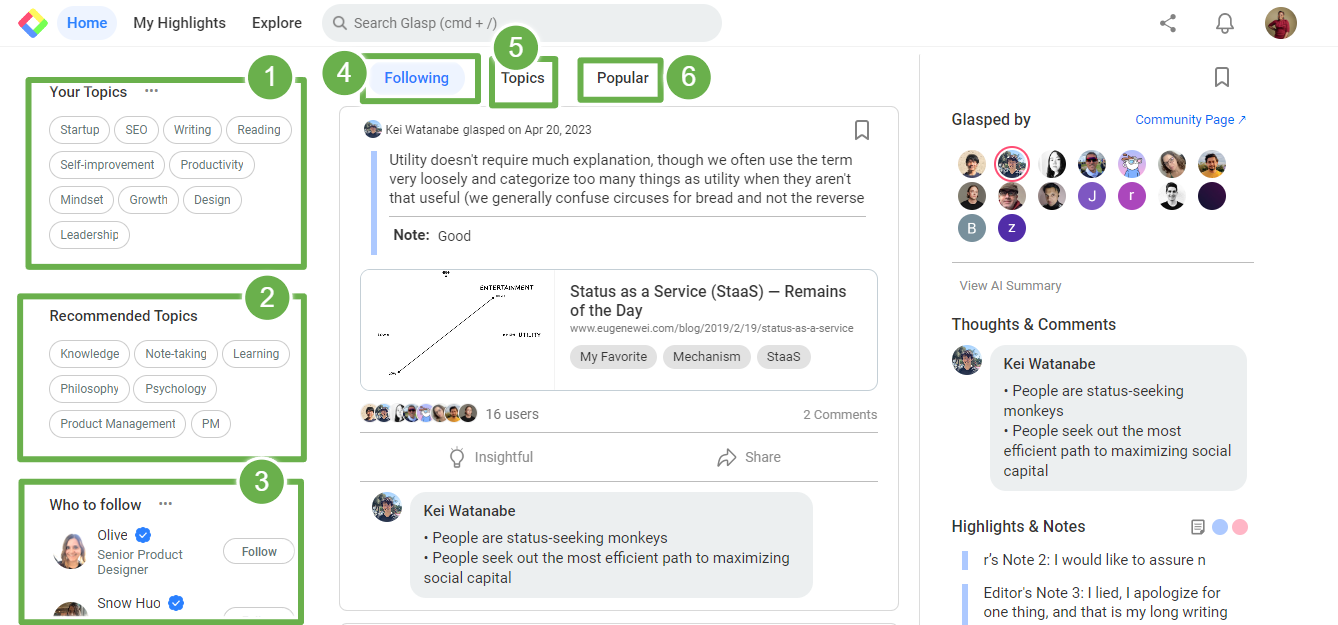 Home My Highlights Explore Search Glasp (cmd + /)
1
Your Topics ···
Startup SEO Writing Reading
Self-improvement Productivity
Mindset Growth Design
Leadership
2
Recommended Topics
Knowledge Note-taking Learning
Philosophy Psychology
Product Management PM
3
Who to follow ···
Olive
Senior Product
Designer
Follow
Snow Huo
4 Following 5 Topics Popular 6
Kei Watanabe glasped on Apr 20, 2023
Utility doesn't require much explanation, though we often use the term
very loosely and categorize too many things as utility when they aren't
that useful (we generally confuse circuses for bread and not the reverse
Note: Good
ENTERTAINMENT
UTILITY
Status as a Service (StaaS) — Remains
of the Day
www.eugenewei.com/blog/2019/2/19/status-as-a-service
My Favorite Mechanism StaaS
16 users 2 Comments
Insightful Share
Kei Watanabe
• People are status-seeking monkeys
• People seek out the most efficient path to maximizing
social capital
Glasped by Community Page ↗
J r
B z
View AI Summary
Thoughts & Comments
Kei Watanabe
• People are status-seeking
monkeys
• People seek out the most
efficient path to maximizing social
capital
Highlights & Notes
r's Note 2: I would like to assure n
Editor's Note 3: I lied, I apologize for
one thing, and that is my long writing